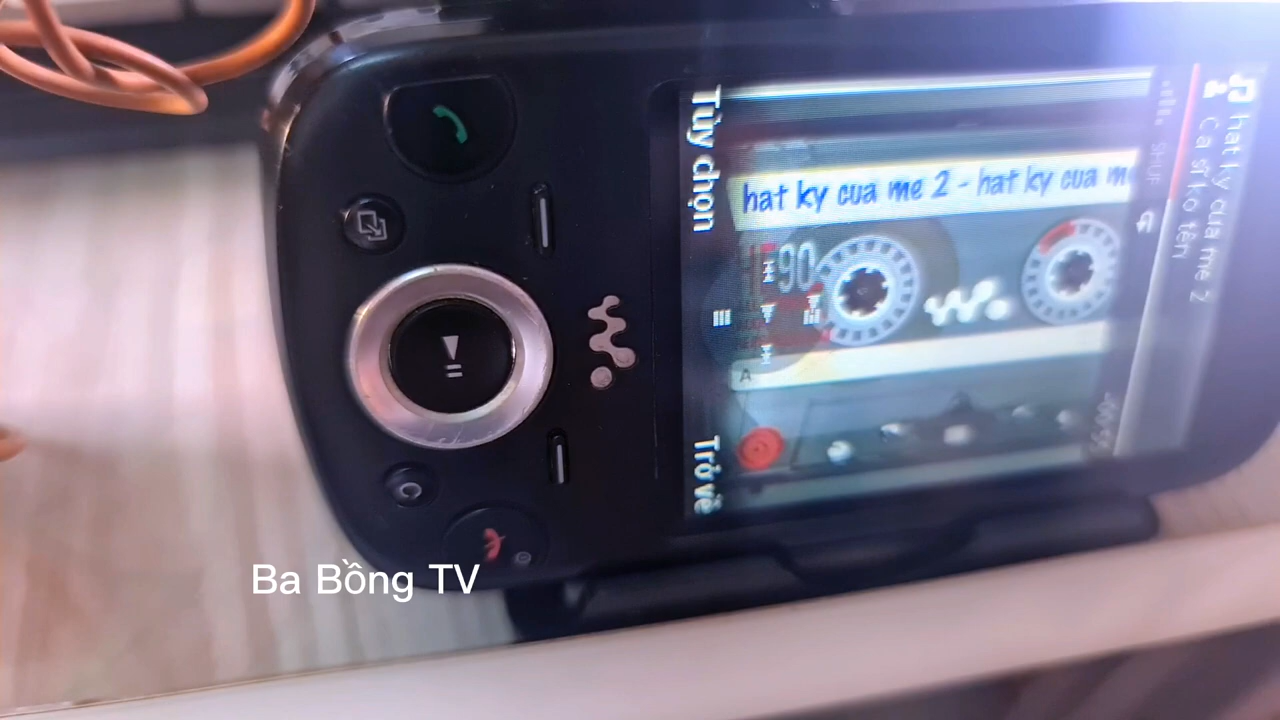 hat ky cua me 2
Ca sĩ ko tên
SHUF
hat ky cua me 2 - hat ky cua me
90
A
Tùy chọn
Trở về
C
Ba Bồng TV